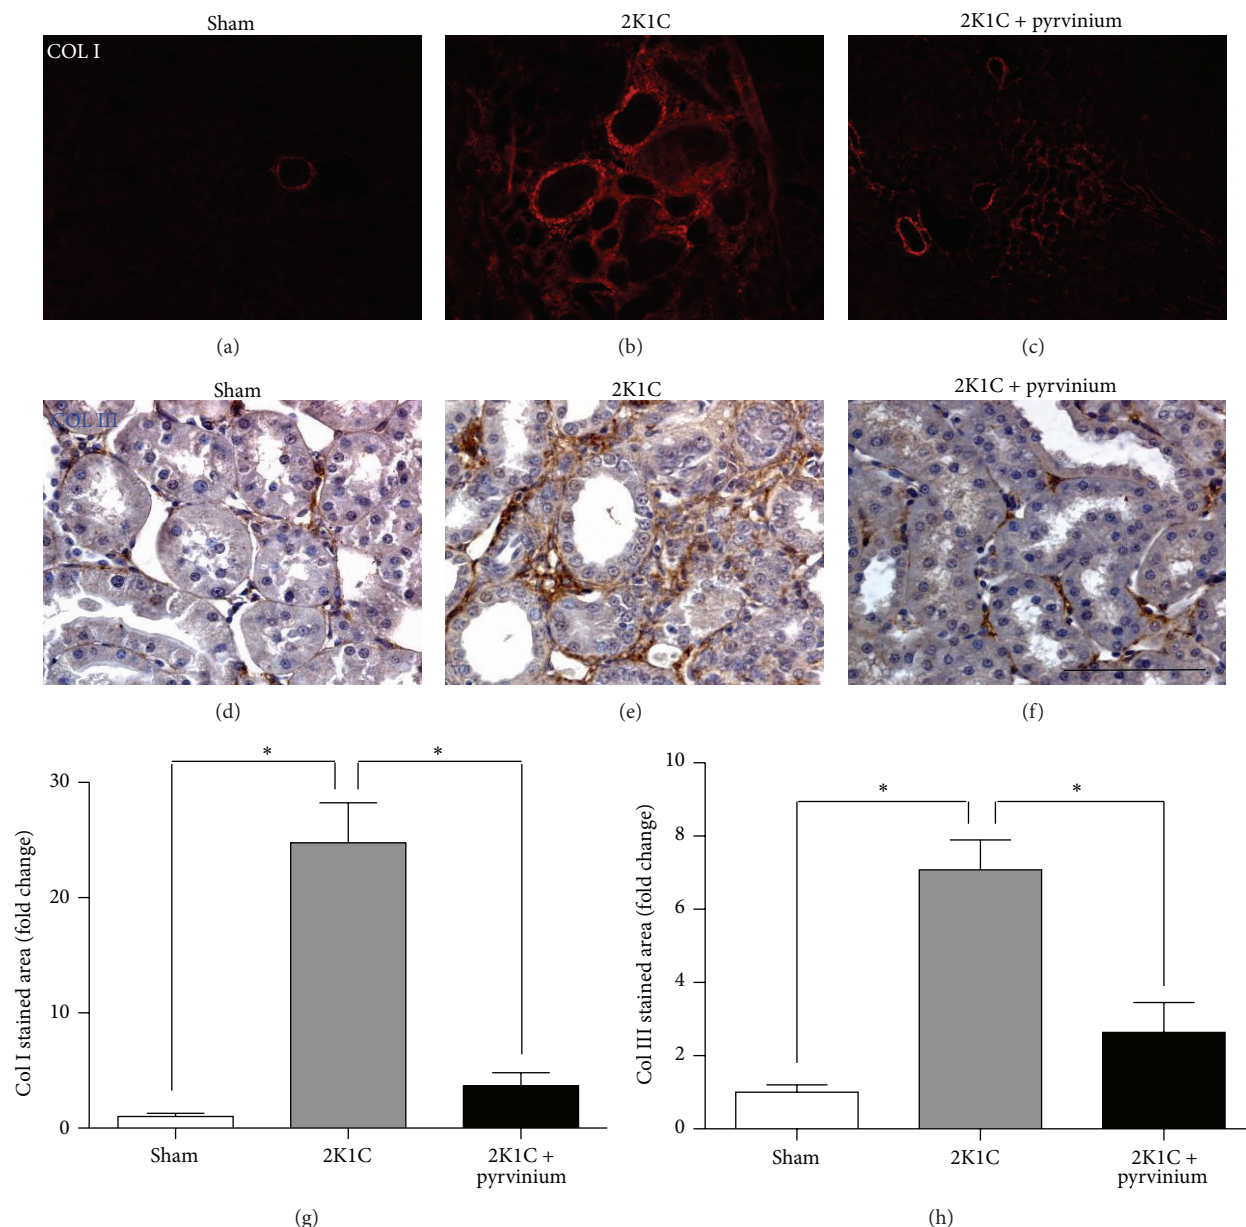 Sham
2K1C
2K1C + pyrvinium
COL I
(a)
(b)
(c)
Sham
2K1C
2K1C + pyrvinium
COL III
(d)
(e)
(f)
*
*
30
20
10
0
Col I stained area (fold change)
Sham
2K1C
2K1C +
pyrvinium
(g)
*
*
10
8
6
4
2
0
Col III stained area (fold change)
Sham
2K1C
2K1C +
pyrvinium
(h)